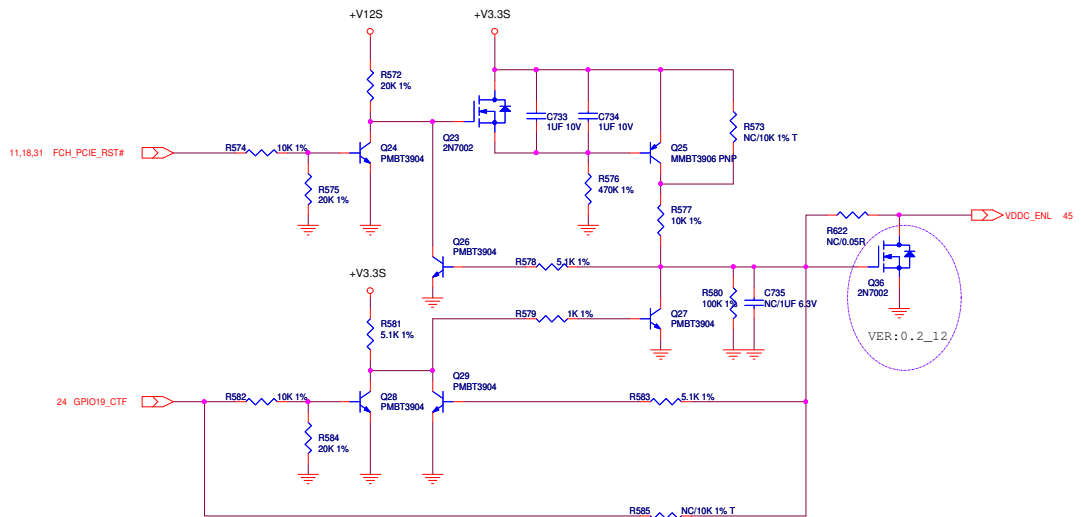 +V12S
+V3.3S
R572
20K 1%
C733
1UF 10V
C734
1UF 10V
R573
NC/10K 1% T
Q23
2N7002
11,18,31 FCH_PCIE_RST#
R574
10K 1%
Q24
PMBT3904
Q25
MMBT3906 PNP
R575
20K 1%
R576
470K 1%
R577
10K 1%
VDDC_ENL 45
R622
NC/0.05R
Q26
PMBT3904
R578
5.1K 1%
+V3.3S
R580
100K 1%
C735
NC/1UF 6.3V
Q36
2N7002
R579
1K 1%
Q27
PMBT3904
R581
5.1K 1%
VER:0.2_12
Q29
PMBT3904
24 GPIO19_CTF
R582
10K 1%
Q28
PMBT3904
R583
5.1K 1%
R584
20K 1%
R585
NC/10K 1% T